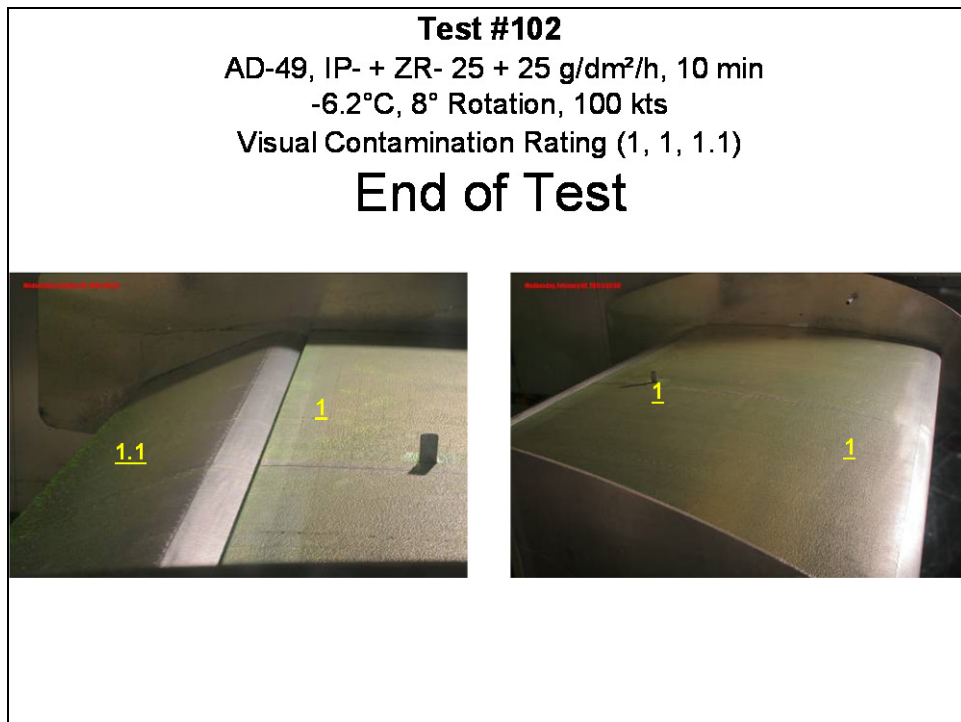 Test #102
AD-49, IP- + ZR- 25 + 25 g/dm²/h, 10 min
-6.2°C, 8° Rotation, 100 kts
Visual Contamination Rating (1, 1, 1.1)
End of Test
1
1.1
1
1